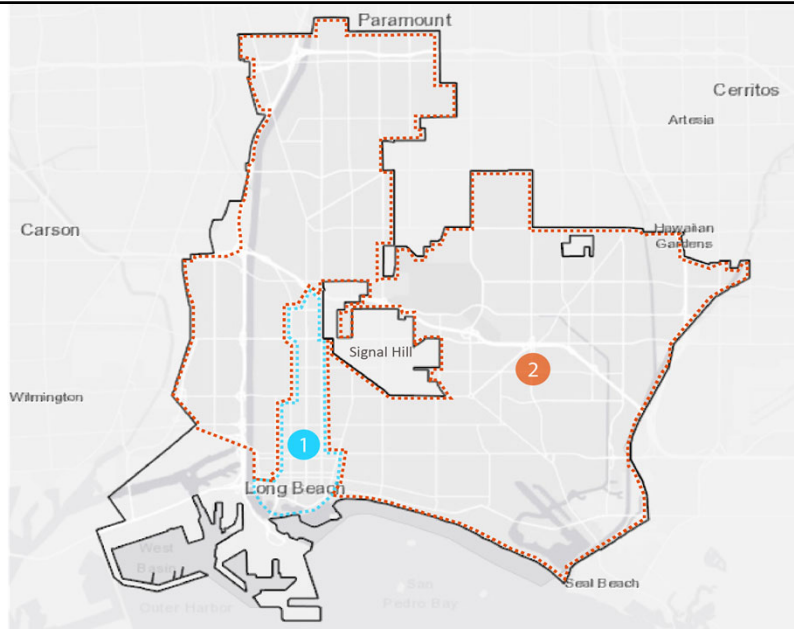 Paramount
Cerritos
Artesia
Carson
Hawaiian
Gardens
Signal Hill
2
Wilmington
1
Long Beach
West
Basin
San
Pedro Bay
Seal Beach
Outer Harbor